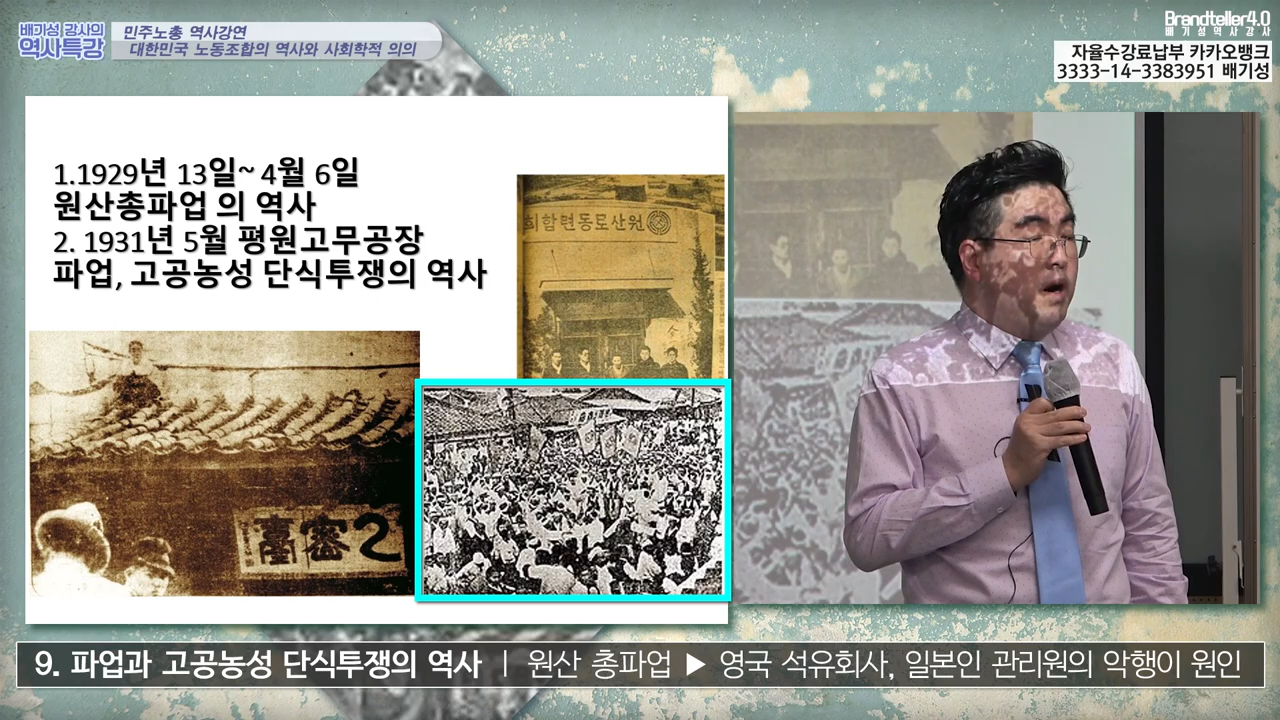 배기성 강사의
역사특강
민주노총 역사강연
대한민국 노동조합의 역사와 사회학적 의의
Brandteller4.0
배기성역사강사
자율수강료납부 카카오뱅크
3333-14-3383951 배기성
1.1929년 13일~ 4월 6일
원산총파업 의 역사
2. 1931년 5월 평원고무공장
파업, 고공농성 단식투쟁의 역사
회합련동로산원
9. 파업과 고공농성 단식투쟁의 역사 | 원산 총파업 ▶ 영국 석유회사, 일본인 관리원의 악행이 원인